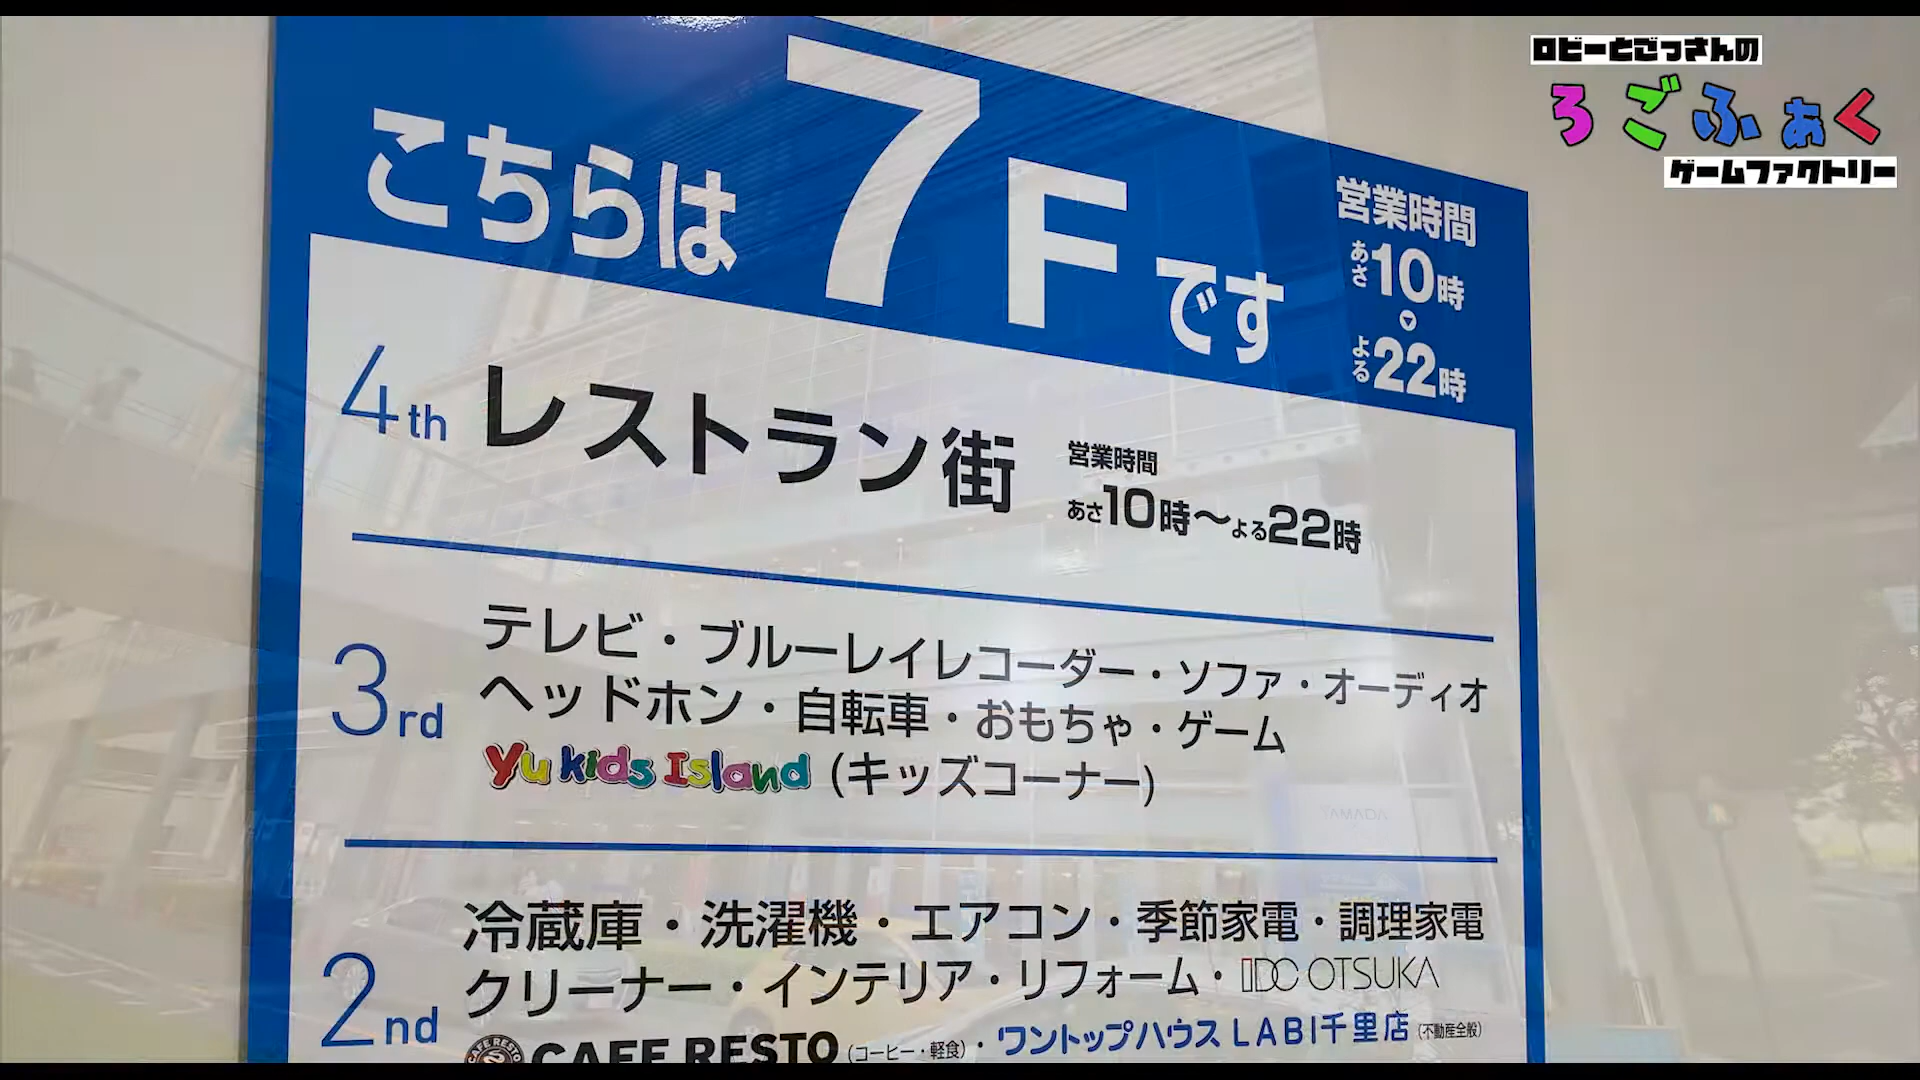 ロビーとごっさんの
ろごふぁく
ゲームファクトリー
こちらは7Fです
営業時間
あさ10時
よる22時
4th レストラン街
営業時間
あさ10時～よる22時
3rd テレビ・ブルーレイレコーダー・ソファ・オーディオ
ヘッドホン・自転車・おもちゃ・ゲーム
Yu kids Island (キッズコーナー)
YAMADA
2nd 冷蔵庫・洗濯機・エアコン・季節家電・調理家電
クリーナー・インテリア・リフォーム・IDC OTSUKA
CAFE RESTO CAFE RESTO (コーヒー・軽食)・ワントップハウス LABI千里店 (不動産全般)